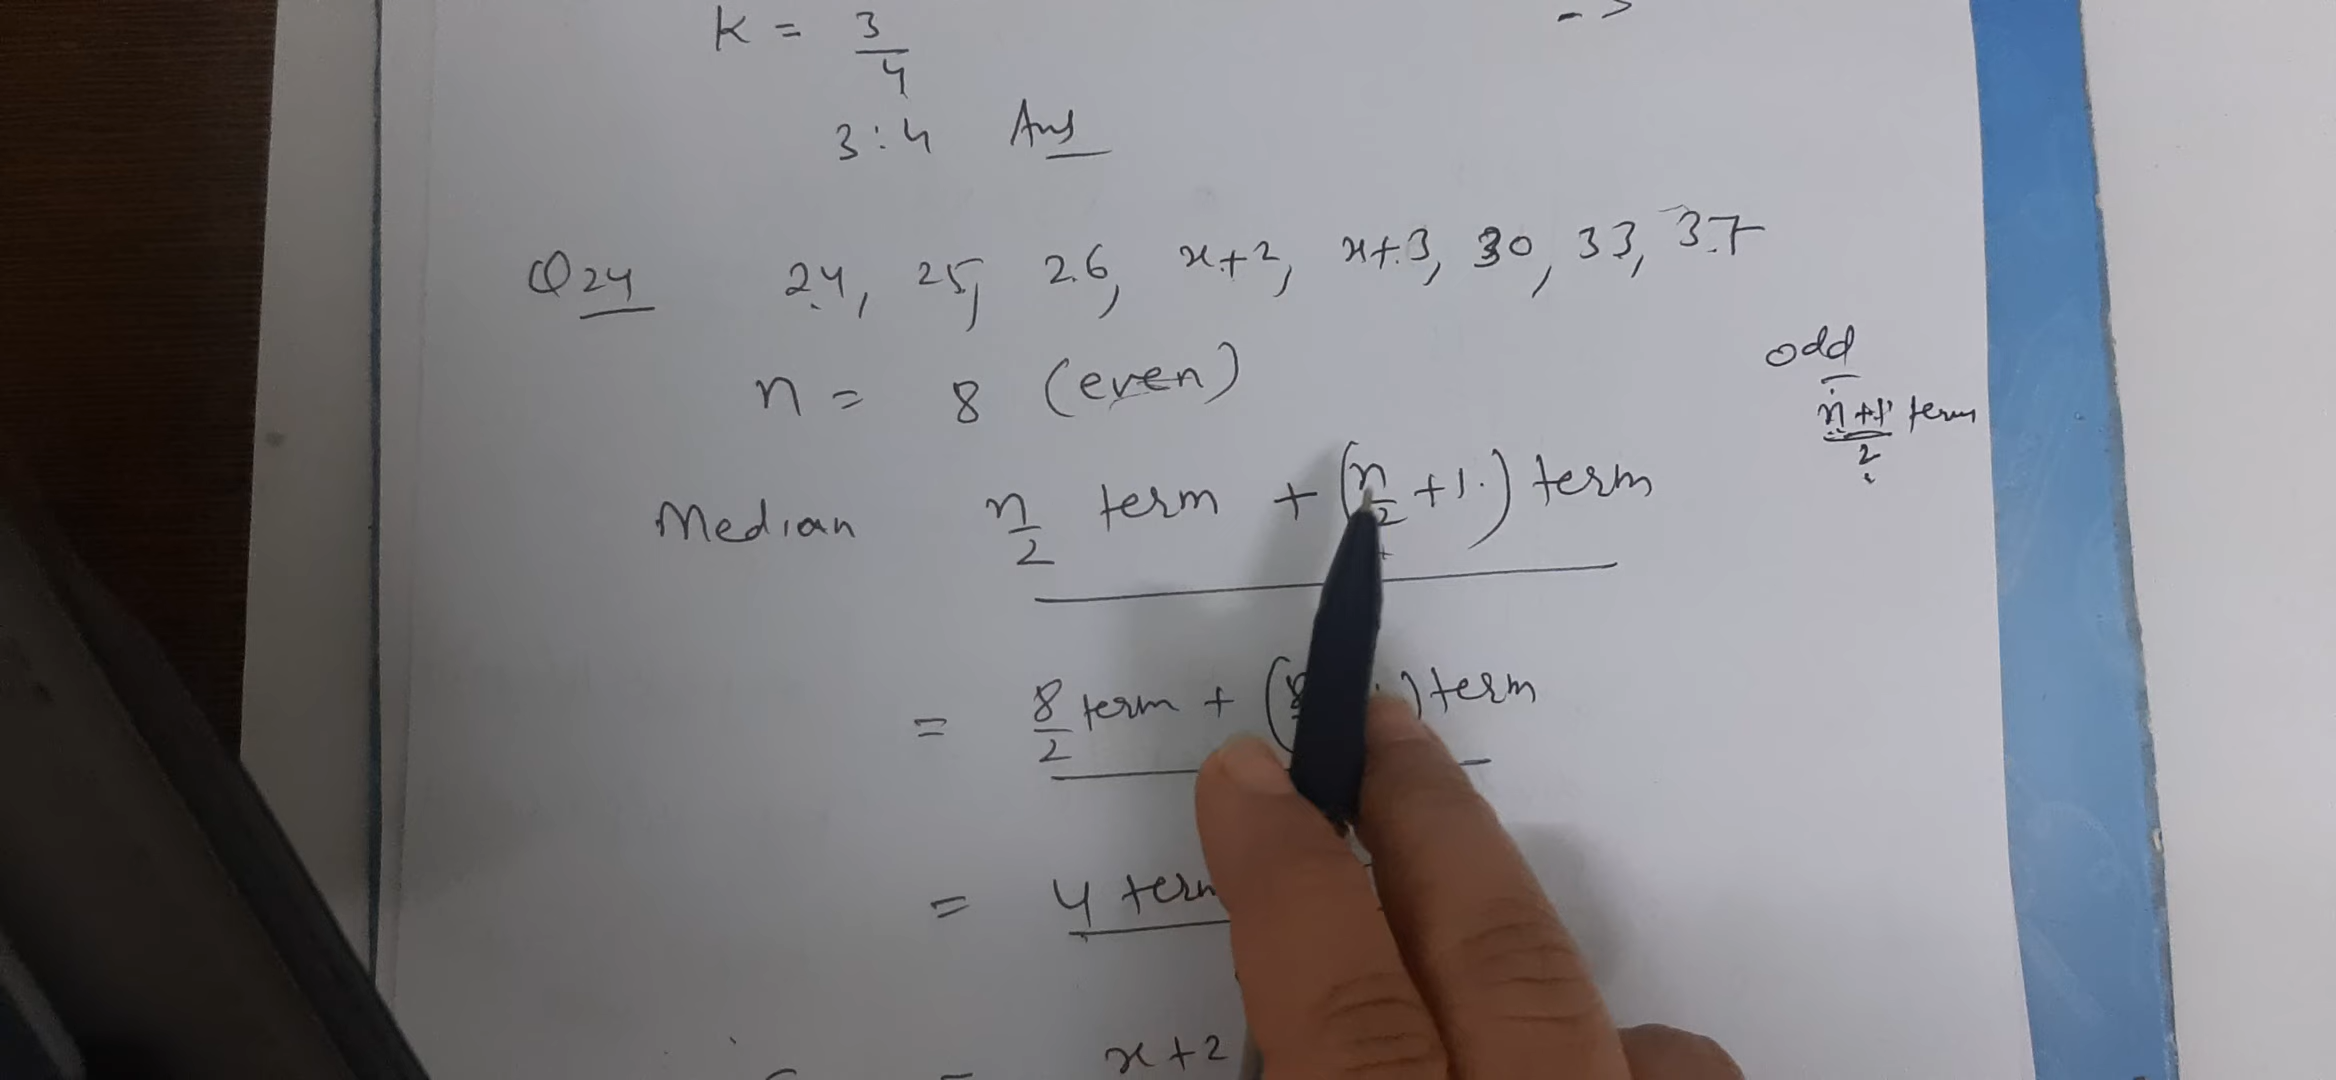 K = 3/4
3:4 Ans
Q24 24, 25, 26, x+2, x+3, 30, 33, 37
n = 8 (even)
odd
n+1/2 term
Median n/2 term + (n/2 +1) term
= 8/2 term + ( ) term
= 4 term
= x+2